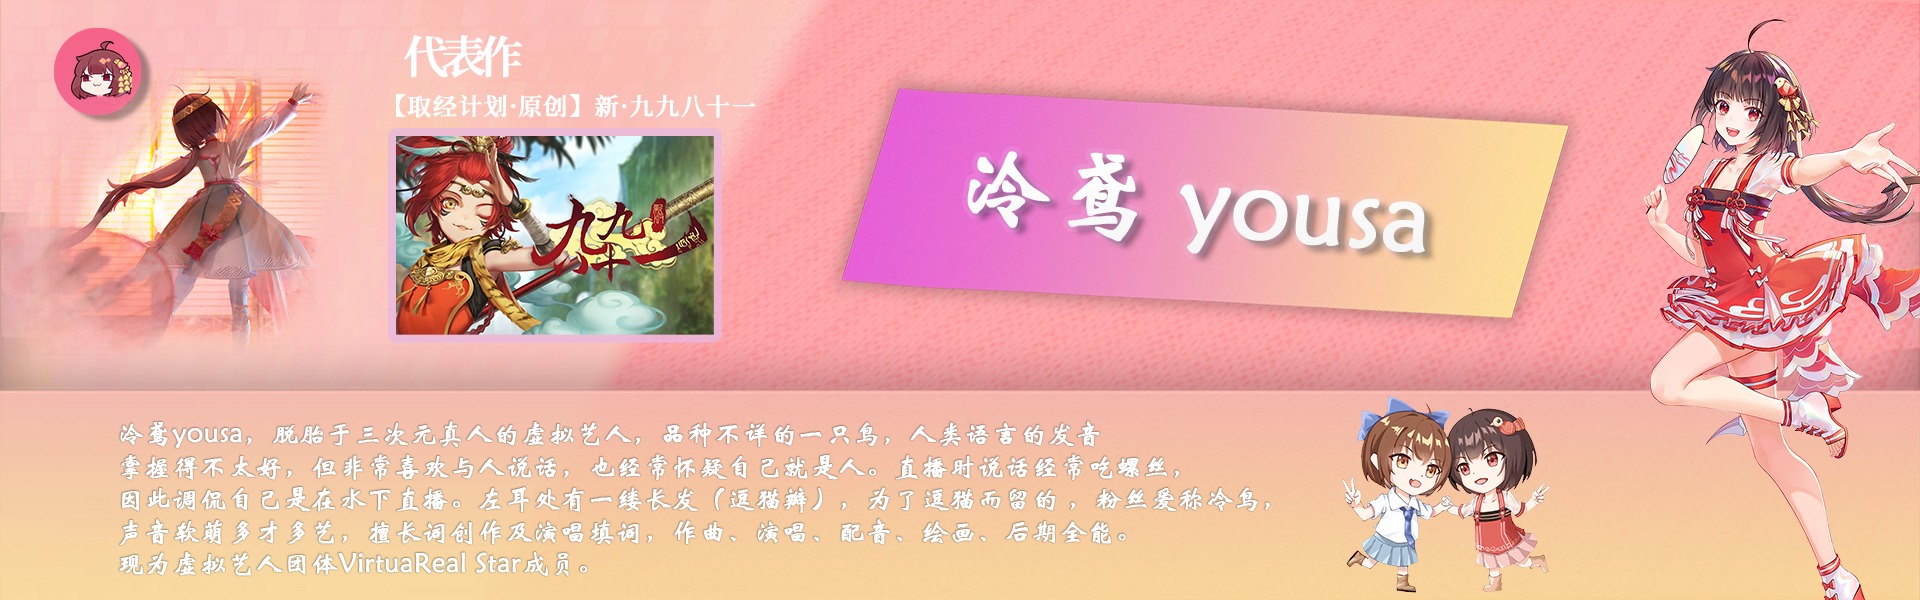 代表作
【取经计划·原创】新·九九八十一
九九八十一
泠鸢 yousa
泠鸢yousa，脱胎于三次元真人的虚拟艺人，品种不详的一只鸟，人类语言的发音
掌握得不太好，但非常喜欢与人说话，也经常怀疑自己就是人。直播时说话经常吃螺丝，
因此调侃自己是在水下直播。左耳处有一缕长发（逗猫辫），为了逗猫而留的，粉丝爱称冷鸟，
声音软萌多才多艺，擅长词创作及演唱填词，作曲、演唱、配音、绘画、后期全能。
现为虚拟艺人团体VirtuaReal Star成员。